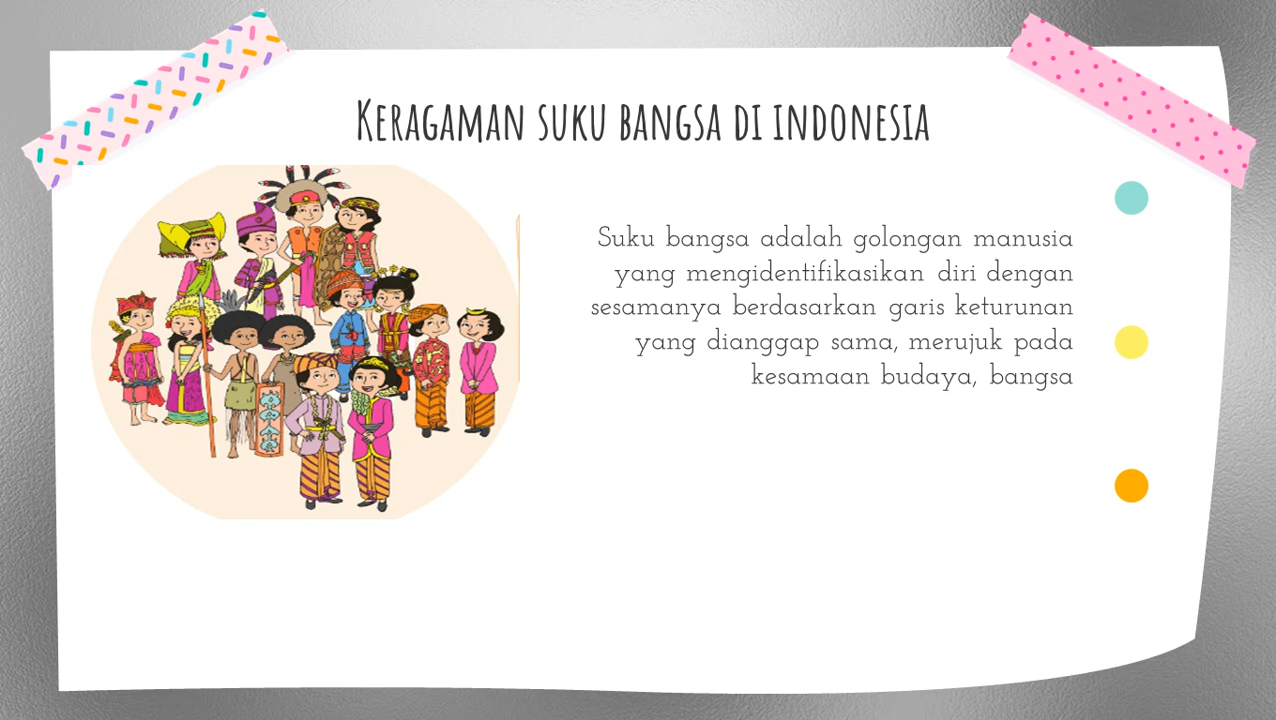 Keragaman suku bangsa di indonesia
Suku bangsa adalah golongan manusia
yang mengidentifikasikan diri dengan
sesamanya berdasarkan garis keturunan
yang dianggap sama, merujuk pada
kesamaan budaya, bangsa